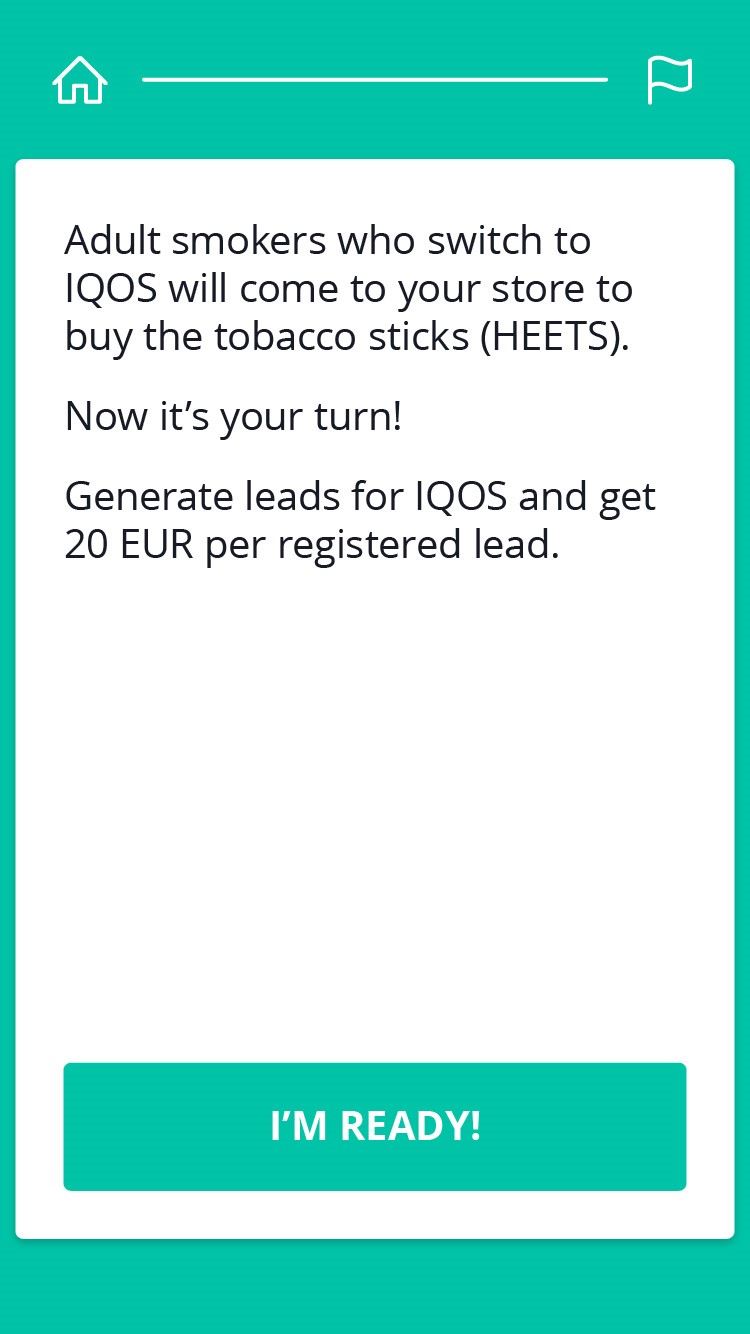 Adult smokers who switch to
IQOS will come to your store to
buy the tobacco sticks (HEETS).
Now it’s your turn!
Generate leads for IQOS and get
20 EUR per registered lead.
I’M READY!